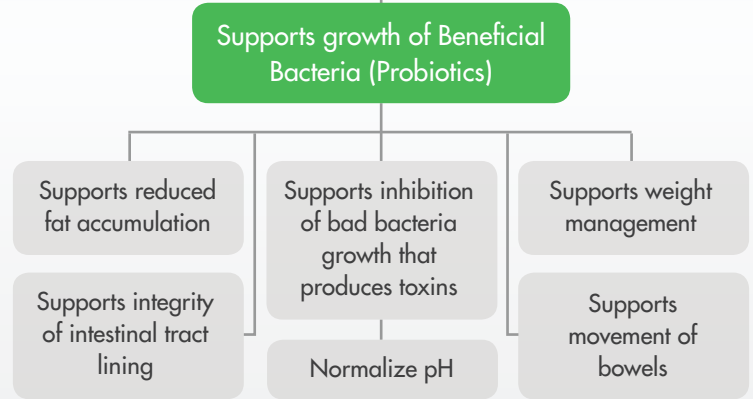 Supports growth of Beneficial
Bacteria (Probiotics)
Supports reduced
fat accumulation
Supports inhibition
of bad bacteria
growth that
produces toxins
Supports weight
management
Supports integrity
of intestinal tract
lining
Normalize pH
Supports
movement of
bowels